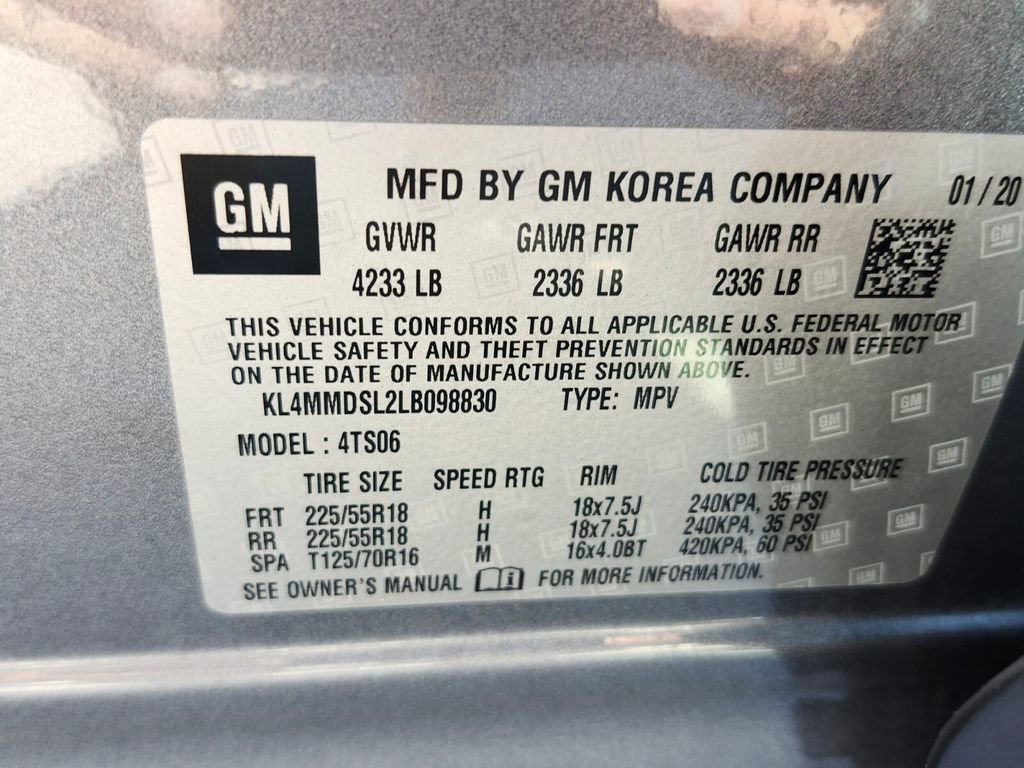 GM
MFD BY GM KOREA COMPANY 01 / 20
GVWR GAWR FRT GAWR RR
4233 LB 2336 LB 2336 LB
THIS VEHICLE CONFORMS TO ALL APPLICABLE U.S. FEDERAL MOTOR
VEHICLE SAFETY AND THEFT PREVENTION STANDARDS IN EFFECT
ON THE DATE OF MANUFACTURE SHOWN ABOVE.
KL4MMDSL2LB098830 TYPE: MPV
MODEL : 4TS06
TIRE SIZE SPEED RTG RIM COLD TIRE PRESSURE
FRT 225/55R18 H 18x7.5J 240KPA, 35 PSI
RR 225/55R18 H 18x7.5J 240KPA, 35 PSI
SPA T125/70R16 M 16x4.0BT 420KPA, 60 PSI
SEE OWNER'S MANUAL FOR MORE INFORMATION.